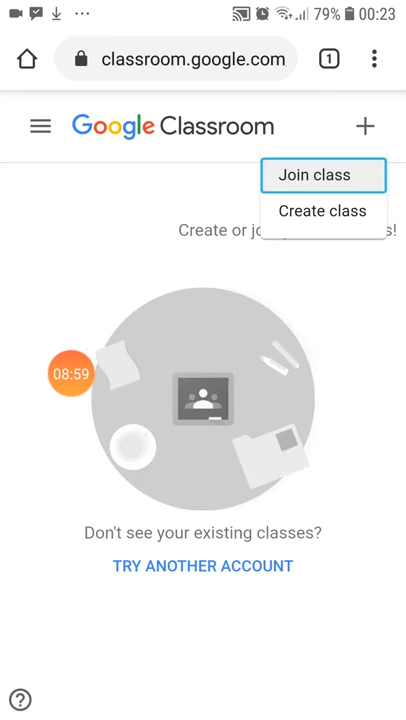 79% 00:23
classroom.google.com 1
Google Classroom
Join class
Create class
Create or jo s!
08:59
Don't see your existing classes?
TRY ANOTHER ACCOUNT